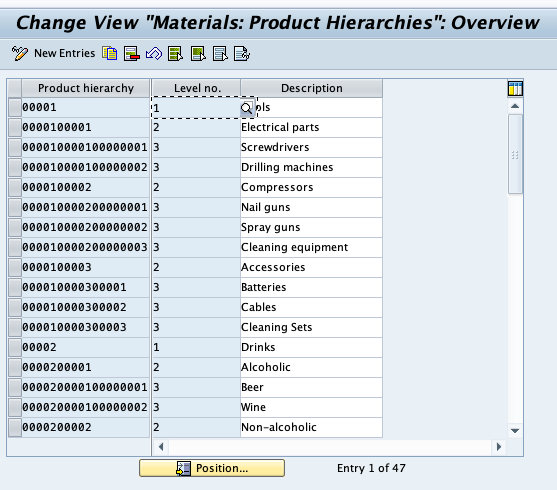 Change View "Materials: Product Hierarchies": Overview
New Entries
Product hierarchy Level no. Description
00001 1
0000100001 2 Electrical parts
000010000100000001 3 Screwdrivers
000010000100000002 3 Drilling machines
0000100002 2 Compressors
000010000200000001 3 Nail guns
000010000200000002 3 Spray guns
000010000200000003 3 Cleaning equipment
0000100003 2 Accessories
000010000300001 3 Batteries
000010000300002 3 Cables
000010000300003 3 Cleaning Sets
00002 1 Drinks
0000200001 2 Alcoholic
000020000100000001 3 Beer
000020000100000002 3 Wine
0000200002 2 Non-alcoholic
Position... Entry 1 of 47